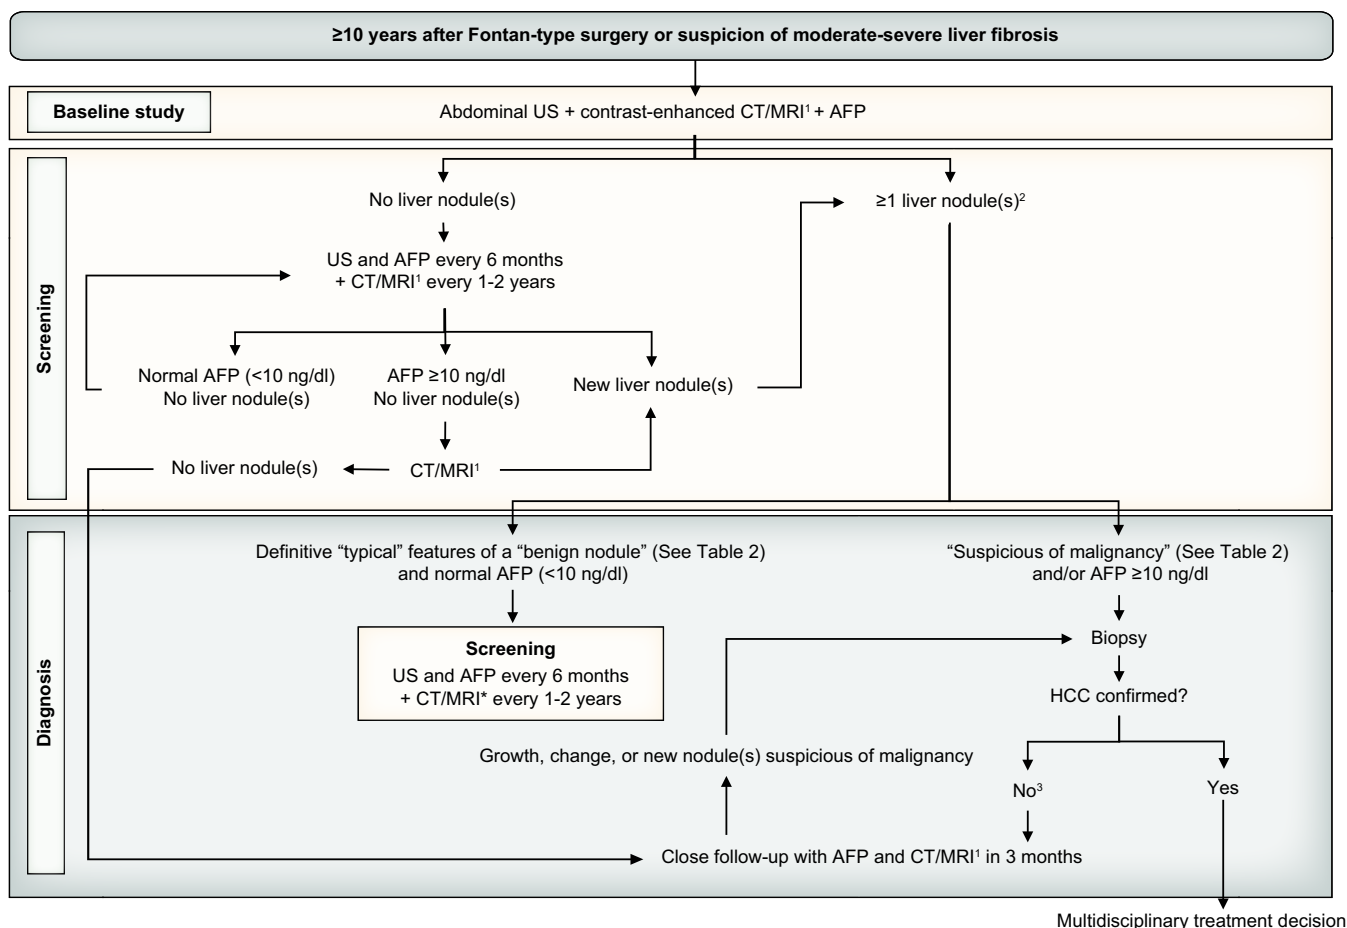 ≥10 years after Fontan-type surgery or suspicion of moderate-severe liver fibrosis
Baseline study
Abdominal US + contrast-enhanced CT/MRI¹ + AFP
Screening
No liver nodule(s)
≥1 liver nodule(s)²
US and AFP every 6 months
+ CT/MRI¹ every 1-2 years
Normal AFP (<10 ng/dl)
No liver nodule(s)
AFP ≥10 ng/dl
No liver nodule(s)
New liver nodule(s)
No liver nodule(s)
CT/MRI¹
Diagnosis
Definitive “typical” features of a “benign nodule” (See Table 2)
and normal AFP (<10 ng/dl)
“Suspicious of malignancy” (See Table 2)
and/or AFP ≥10 ng/dl
Screening
US and AFP every 6 months
+ CT/MRI* every 1-2 years
Biopsy
HCC confirmed?
Growth, change, or new nodule(s) suspicious of malignancy
No³
Yes
Close follow-up with AFP and CT/MRI¹ in 3 months
Multidisciplinary treatment decision